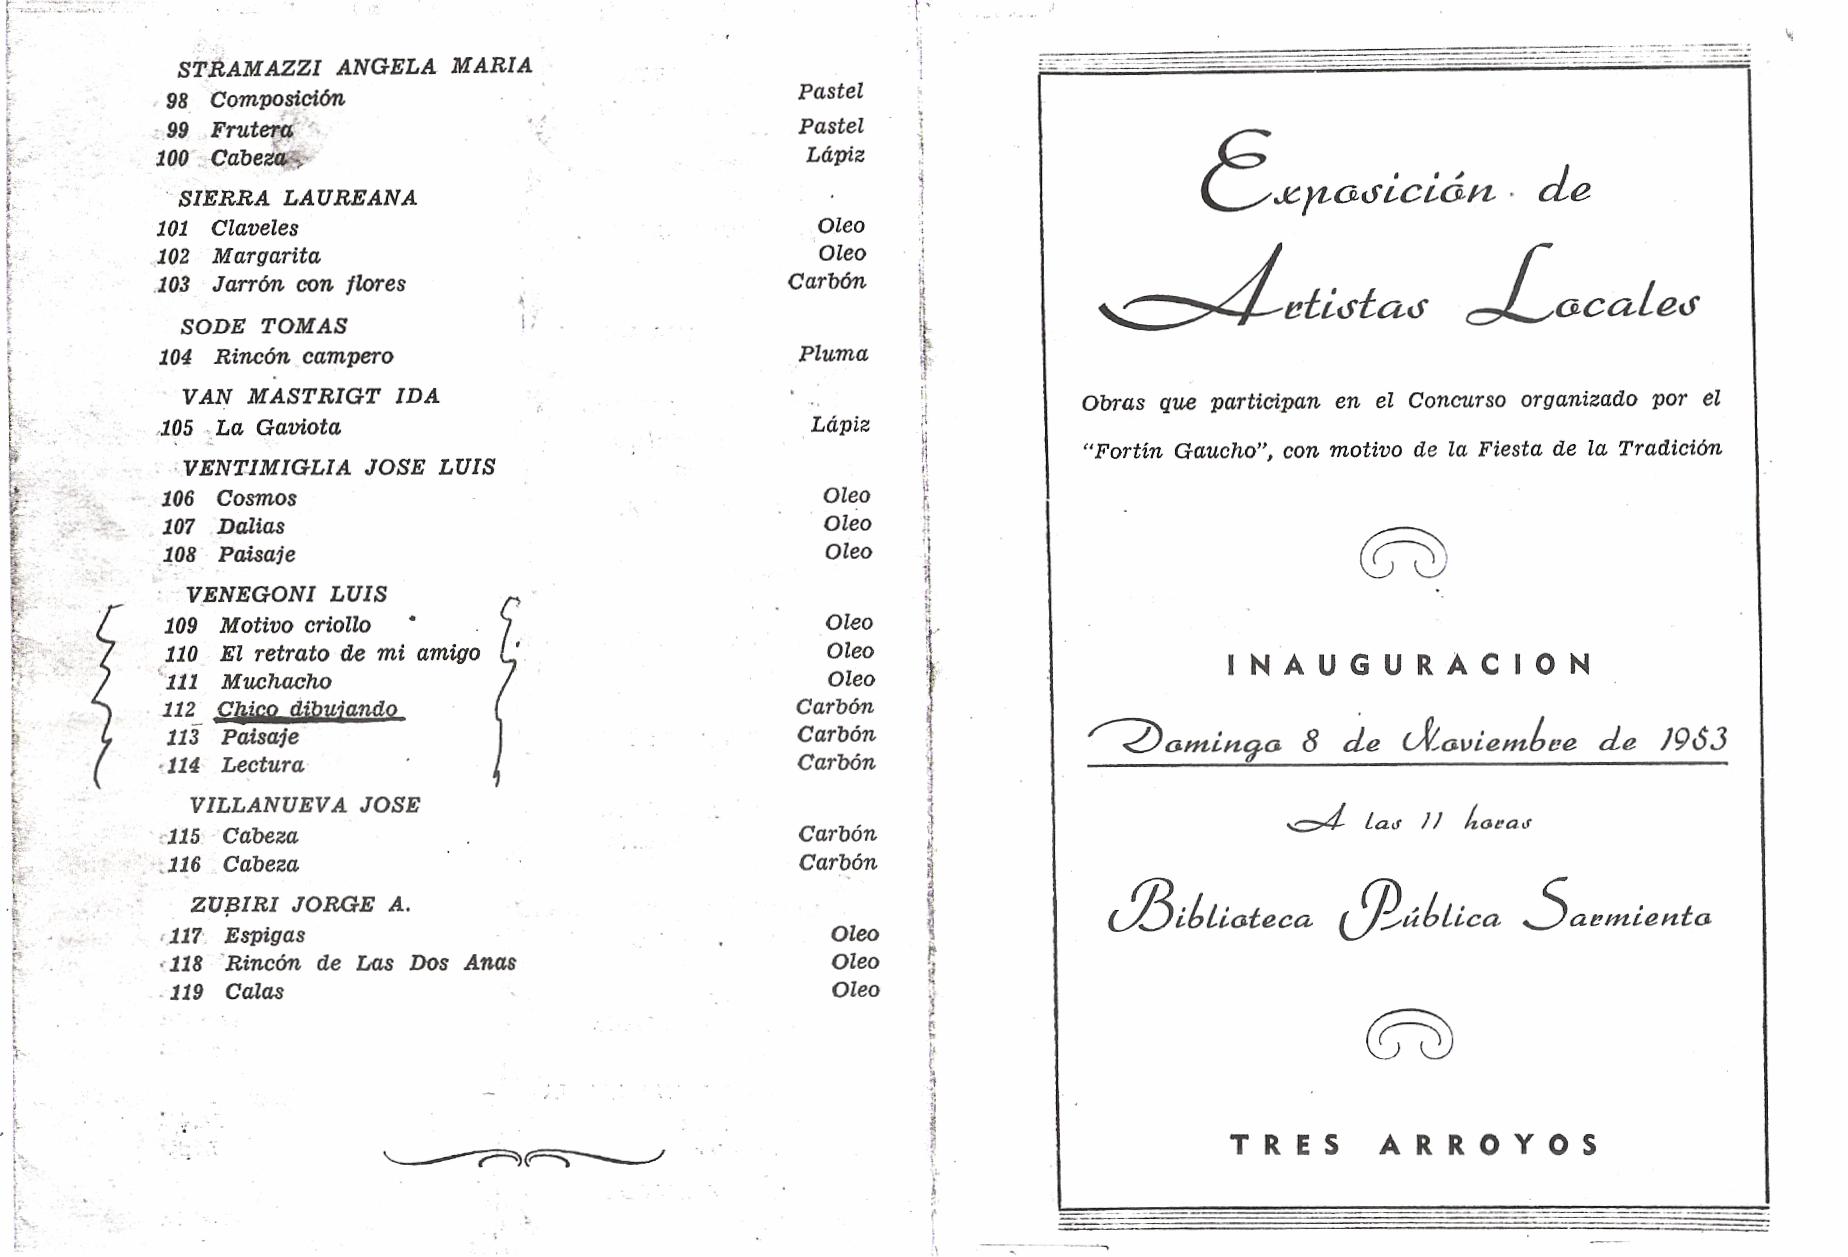 STRAMAZZI ANGELA MARIA
98 Composición Pastel
99 Frutera Pastel
100 Cabeza Lápiz
SIERRA LAUREANA
101 Claveles Oleo
102 Margarita Oleo
103 Jarrón con flores Carbón
SODE TOMAS
104 Rincón campero Pluma
VAN MASTRIGT IDA
105 La Gaviota Lápiz
VENTIMIGLIA JOSE LUIS
106 Cosmos Oleo
107 Dalias Oleo
108 Paisaje Oleo
VENEGONI LUIS
109 Motivo criollo Oleo
110 El retrato de mi amigo Oleo
111 Muchacho Oleo
112 Chico dibujando Carbón
113 Paisaje Carbón
114 Lectura Carbón
VILLANUEVA JOSE
115 Cabeza Carbón
116 Cabeza Carbón
ZUBIRI JORGE A.
117 Espigas Oleo
118 Rincón de Las Dos Anas Oleo
119 Calas Oleo
Exposición de
Artistas Locales
Obras que participan en el Concurso organizado por el
“Fortín Gaucho”, con motivo de la Fiesta de la Tradición
INAUGURACION
Domingo 8 de Noviembre de 1953
A las 11 horas
Biblioteca Pública Sarmiento
TRES ARROYOS